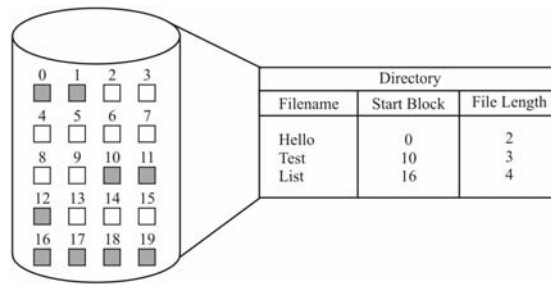 0 1 2 3
4 5 6 7
8 9 10 11
12 13 14 15
16 17 18 19
Directory
Filename Start Block File Length
Hello 0 2
Test 10 3
List 16 4